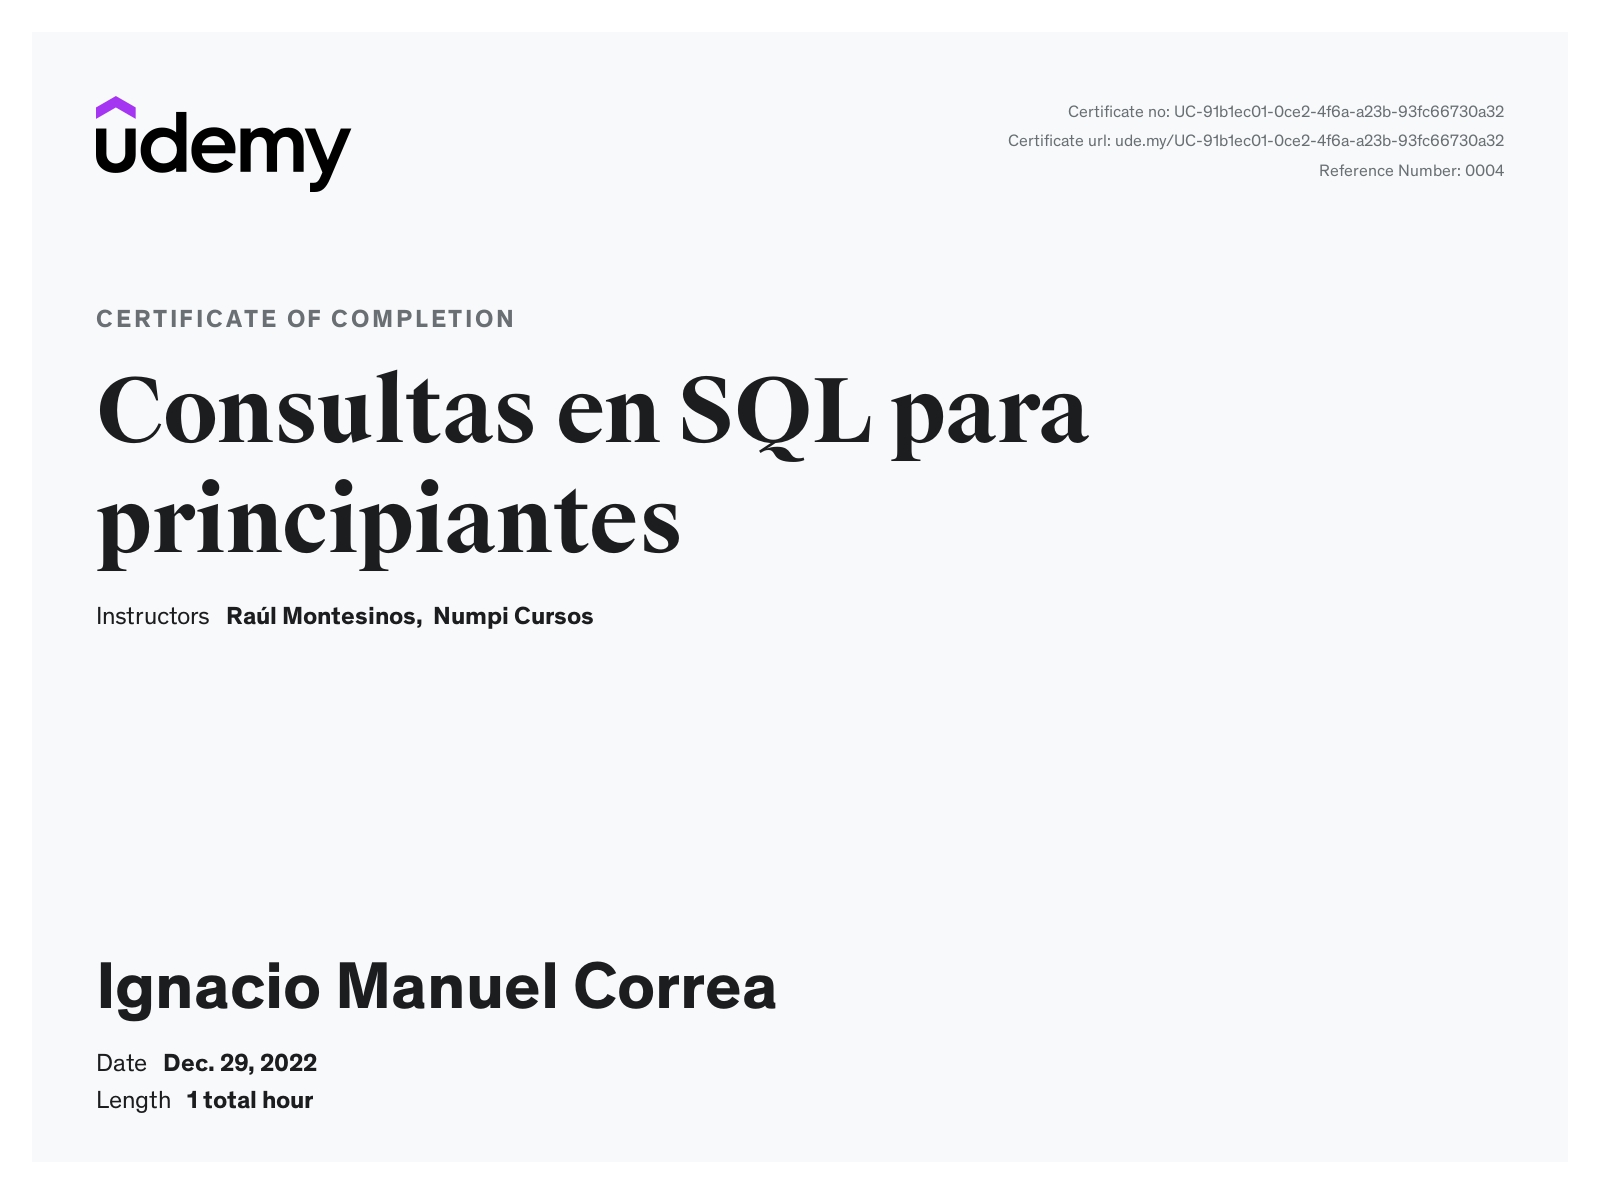 udemy
Certificate no: UC-91b1ec01-0ce2-4f6a-a23b-93fc66730a32
Certificate url: ude.my/UC-91b1ec01-0ce2-4f6a-a23b-93fc66730a32
Reference Number: 0004
CERTIFICATE OF COMPLETION
Consultas en SQL para
principiantes
Instructors Raúl Montesinos, Numpi Cursos
Ignacio Manuel Correa
Date Dec. 29, 2022
Length 1 total hour